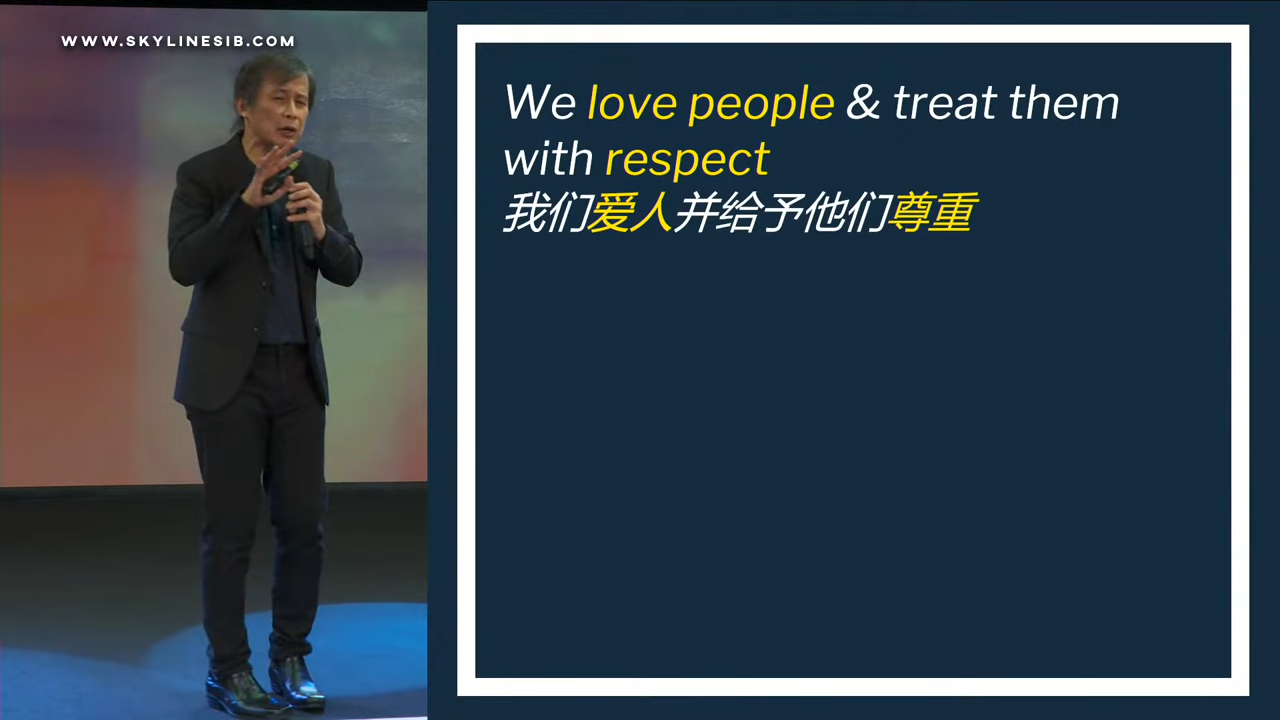 WWW.SKYLINESIB.COM
We love people & treat them
with respect
我们爱人并给予他们尊重